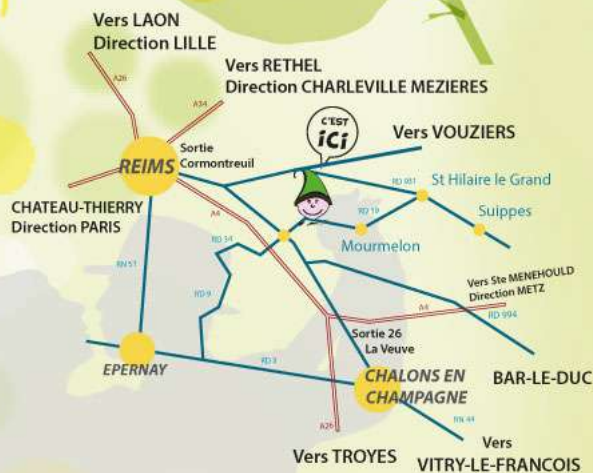 Vers LAON
Direction LILLE
Vers RETHEL
Direction CHARLEVILLE MEZIERES
A26
A34
C'EST
iCi
Vers VOUZIERS
REIMS
Sortie
Cormontreuil
RD 931
St Hilaire le Grand
CHATEAU-THIERRY
Direction PARIS
A4
RD 19
Suippes
RD 34
Mourmelon
RN 51
RD 9
Vers Ste MENEHOULD
Direction METZ
A4
RD 994
Sortie 26
La Veuve
EPERNAY
RD 3
CHALONS EN
CHAMPAGNE
BAR-LE-DUC
A26
RN 44
Vers TROYES
Vers
VITRY-LE-FRANCOIS